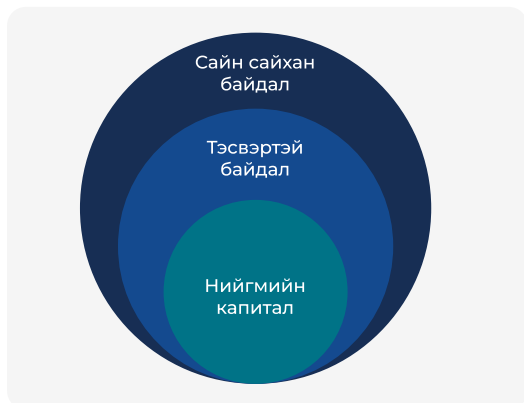 Сайн сайхан
байдал
Тэсвэртэй
байдал
Нийгмийн
капитал